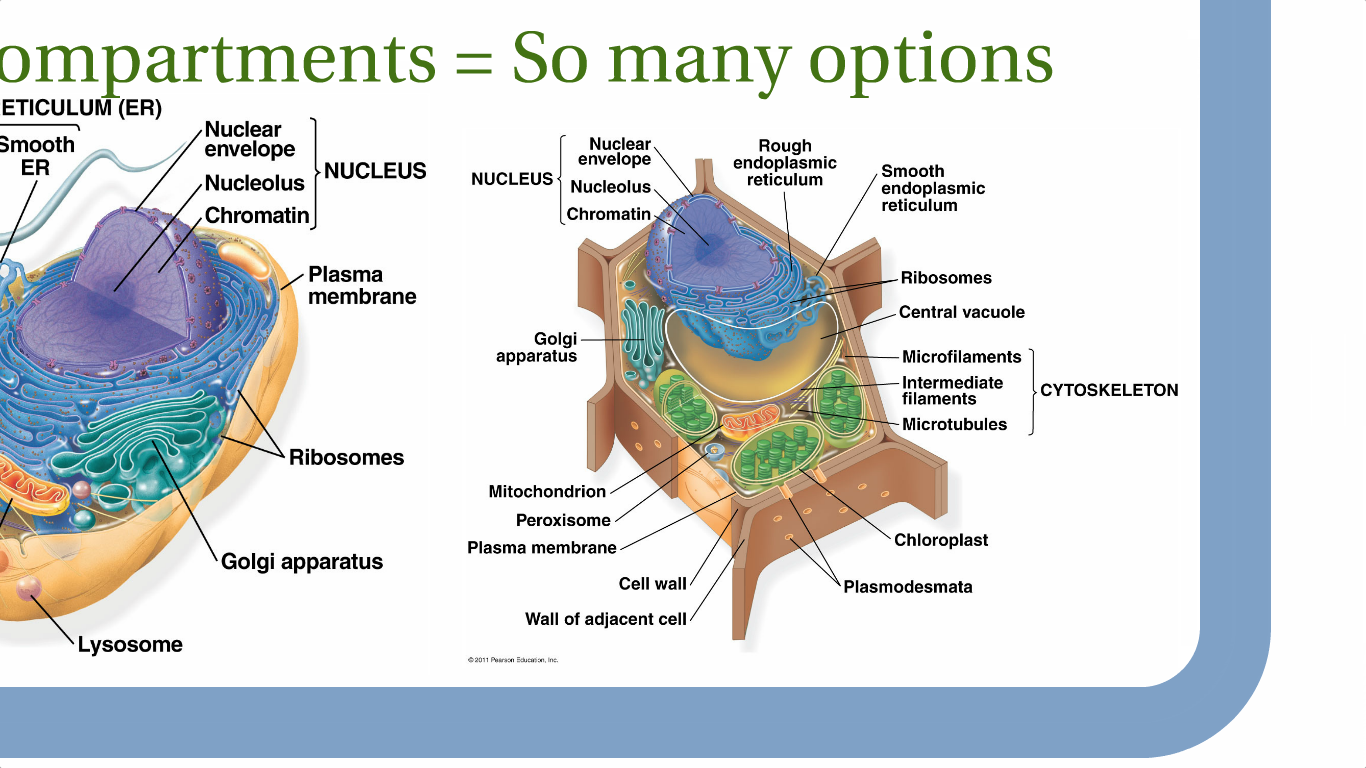 ompartments = So many options
ETICULUM (ER)
Smooth
ER
Nuclear
envelope
Nucleolus
Chromatin
NUCLEUS
Plasma
membrane
Ribosomes
Golgi apparatus
Lysosome
NUCLEUS
Nuclear
envelope
Nucleolus
Chromatin
Rough
endoplasmic
reticulum
Smooth
endoplasmic
reticulum
Ribosomes
Central vacuole
Golgi
apparatus
Microfilaments
Intermediate
filaments
Microtubules
CYTOSKELETON
Mitochondrion
Peroxisome
Plasma membrane
Cell wall
Wall of adjacent cell
Chloroplast
Plasmodesmata
© 2011 Pearson Education, Inc.